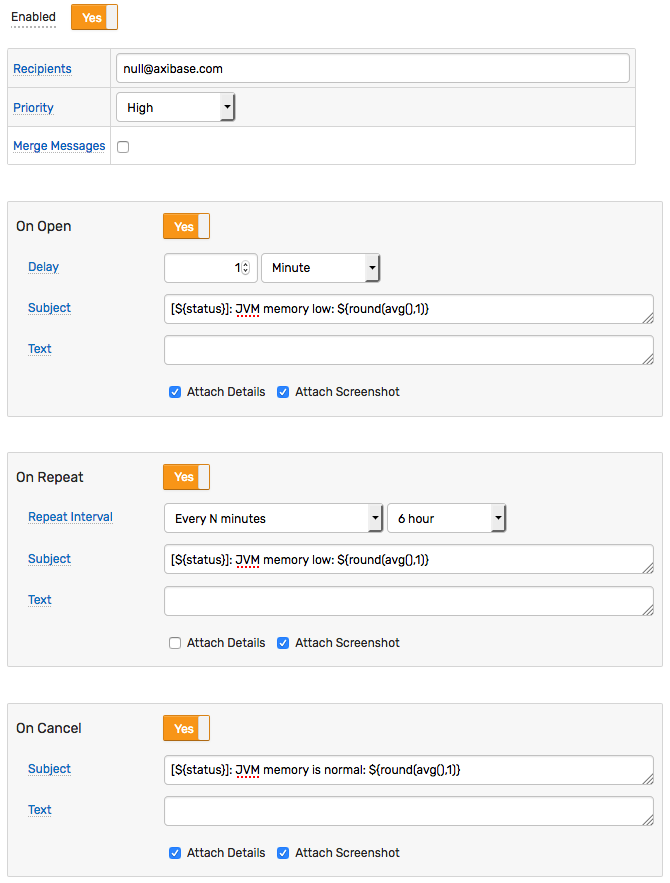 Enabled Yes
Recipients null@axibase.com
Priority High
Merge Messages
On Open Yes
Delay 1 Minute
Subject [${status}]: JVM memory low: ${round(avg(),1)}
Text
Attach Details Attach Screenshot
On Repeat Yes
Repeat Interval Every N minutes 6 hour
Subject [${status}]: JVM memory low: ${round(avg(),1)}
Text
Attach Details Attach Screenshot
On Cancel Yes
Subject [${status}]: JVM memory is normal: ${round(avg(),1)}
Text
Attach Details Attach Screenshot